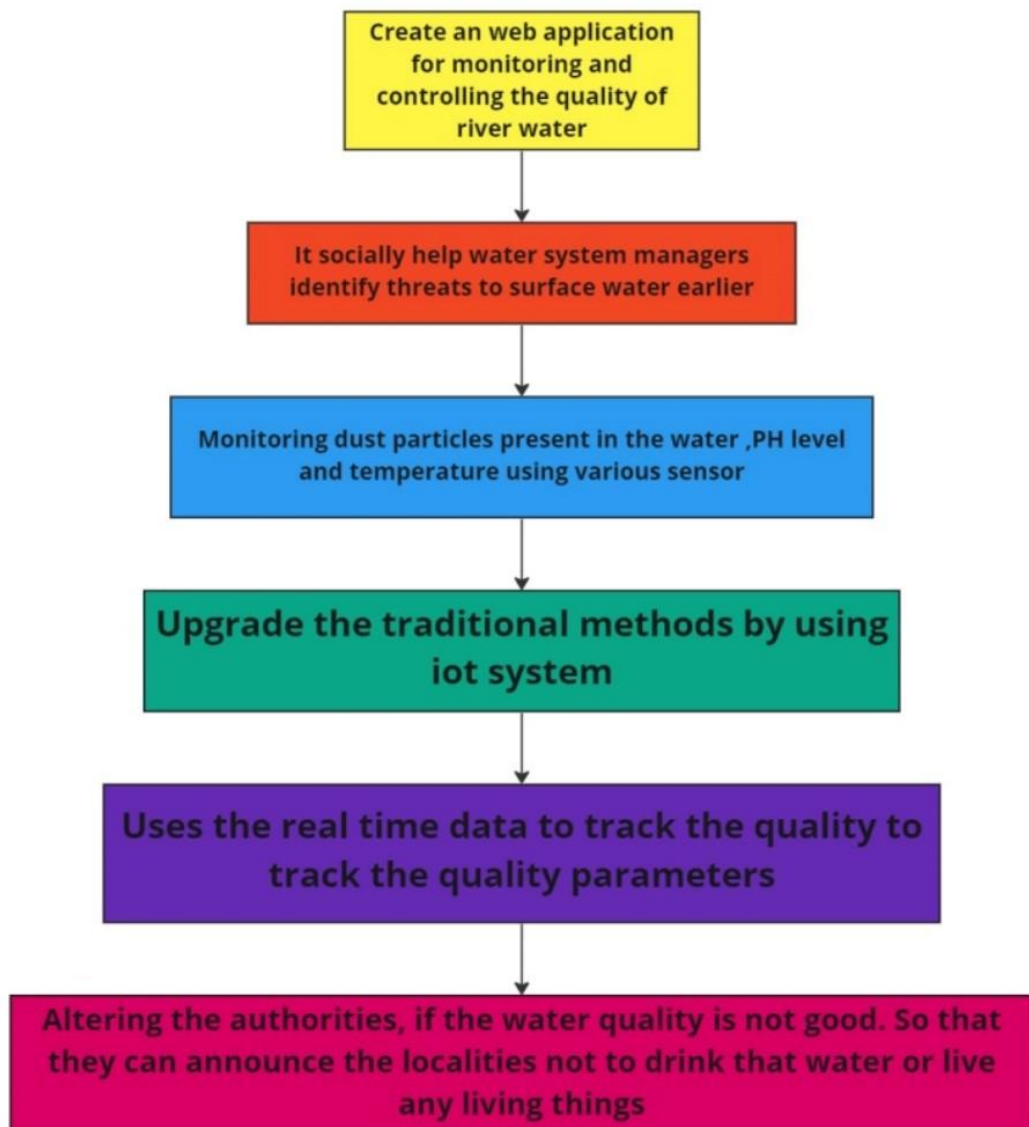 Create an web application
for monitoring and
controlling the quality of
river water
It socially help water system managers
identify threats to surface water earlier
Monitoring dust particles present in the water ,PH level
and temperature using various sensor
Upgrade the traditional methods by using
iot system
Uses the real time data to track the quality to
track the quality parameters
Altering the authorities, if the water quality is not good. So that
they can announce the localities not to drink that water or live
any living things